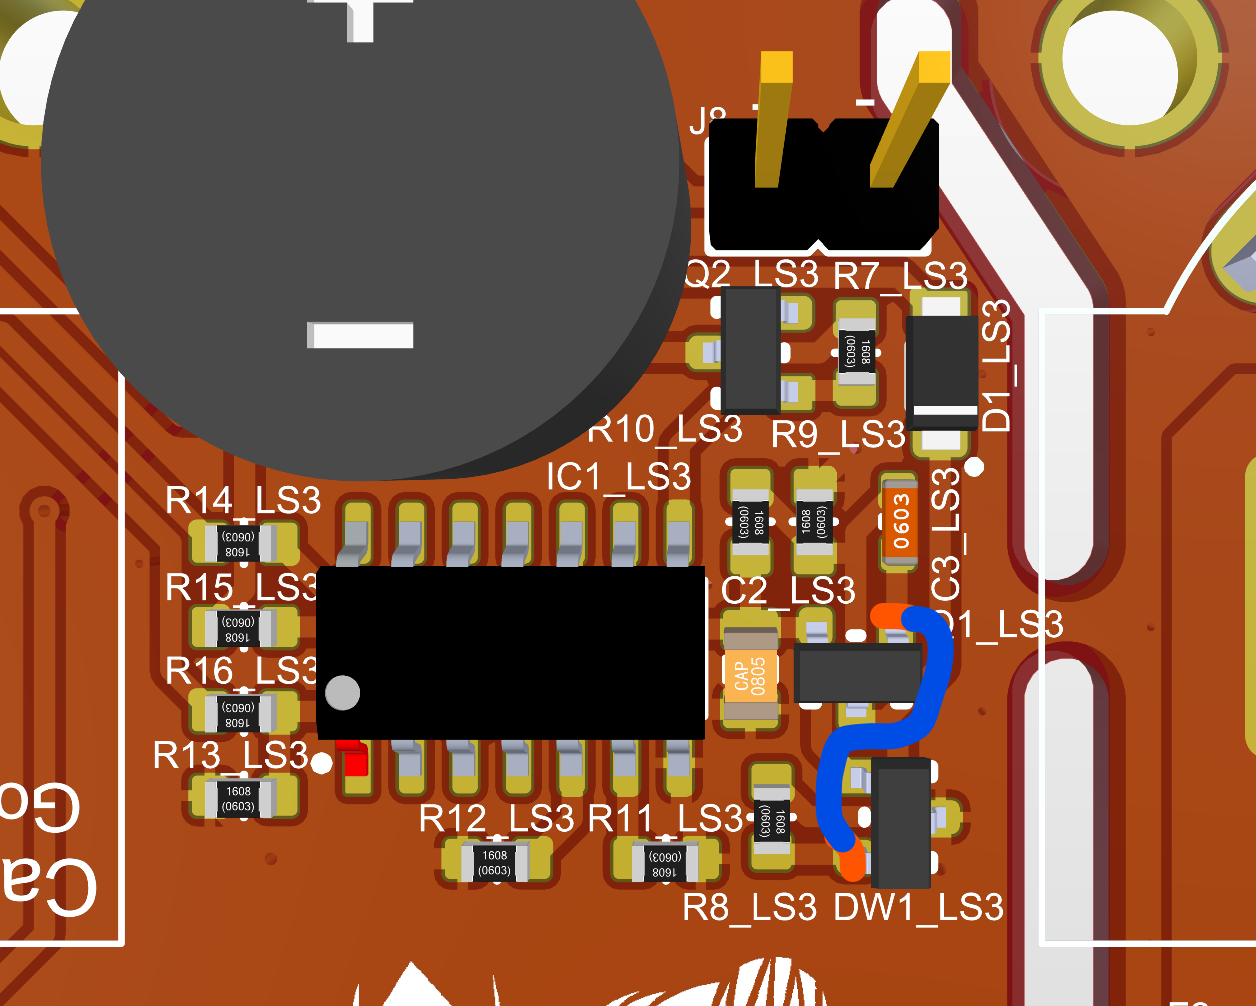 J8
Q2_LS3 R7_LS3
D1_LS3
1608
(0603)
R10_LS3 R9_LS3
IC1_LS3
R14_LS3
1608
(0603)
1608
(0603)
1608
(0603)
0603
C3_LS3
R15_LS3
1608
(0603)
C2_LS3
Q1_LS3
R16_LS3
1608
(0603)
CAP
0805
R13_LS3
1608
(0603)
R12_LS3 R11_LS3
1608
(0603)
1608
(0603)
1608
(0603)
R8_LS3 DW1_LS3
Go
Ca